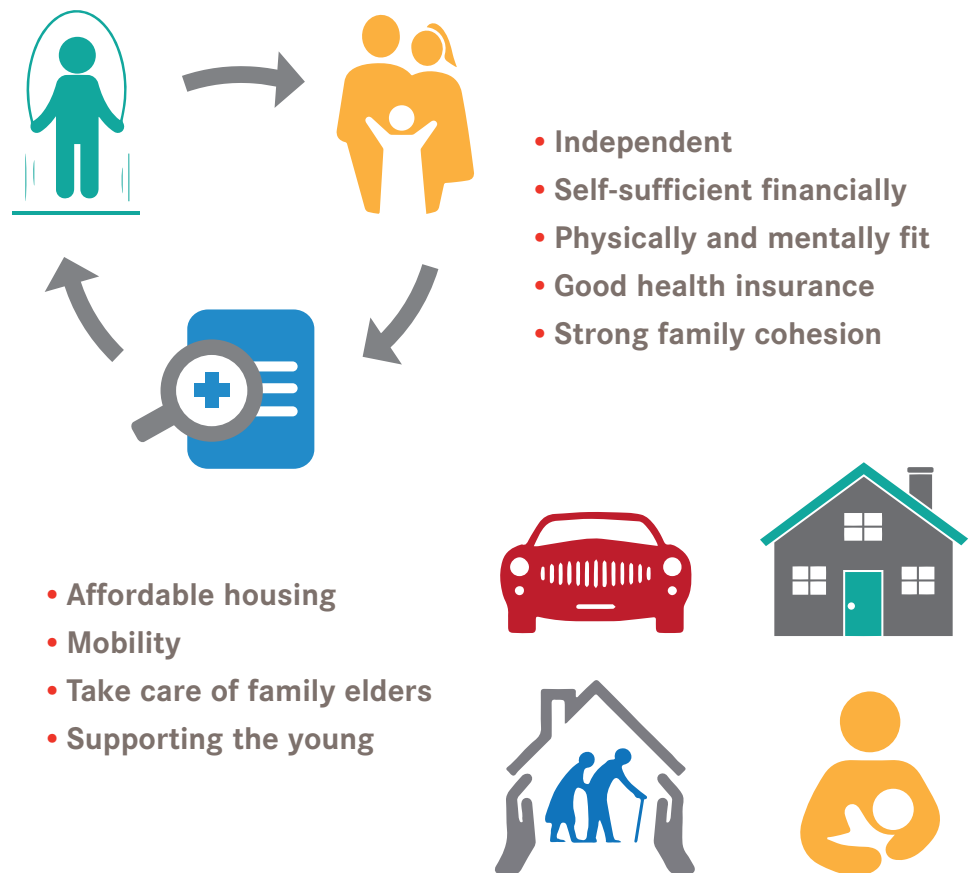 • Independent
• Self-sufficient financially
• Physically and mentally fit
• Good health insurance
• Strong family cohesion
• Affordable housing
• Mobility
• Take care of family elders
• Supporting the young